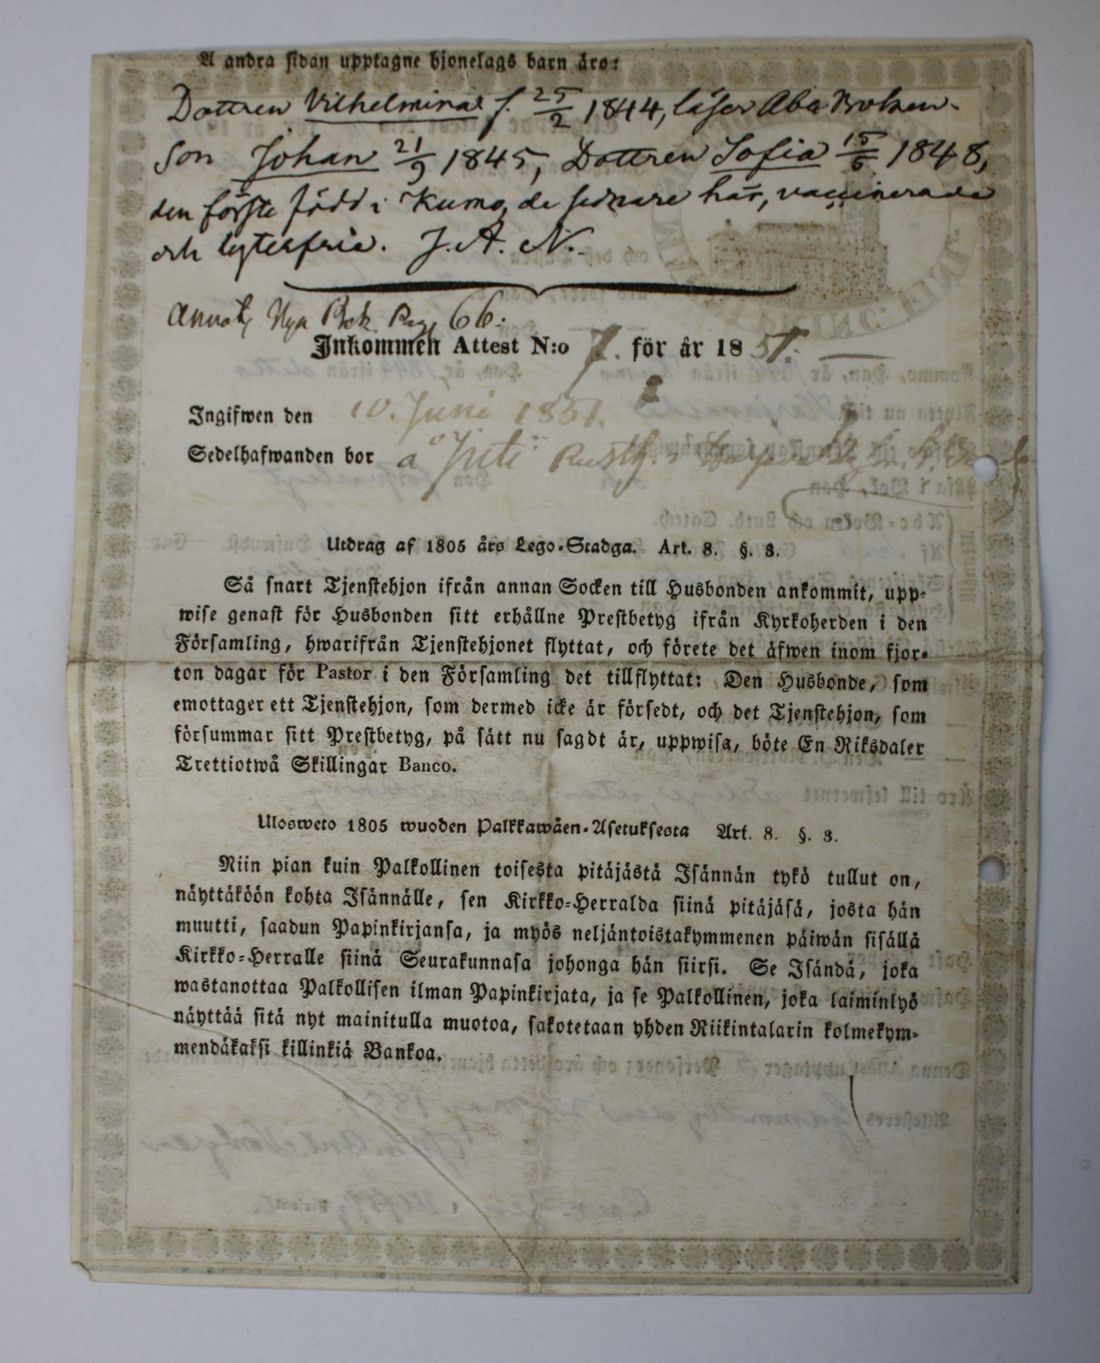 Å andra sidan upptagne hjonelags barn äro:
Dottren Vilhelmina f. 25/2 1844, läser Aba Boken.
Son Johan 21/9 1845, Dottren Sofia 15/6 1848,
den förste född i Kumo, de sednare här, vaccinerade
och lytesfria. J. A. N.
Annot. Nya Bok. Pag. 66.
Inkommen Attest N:o 7. för år 1851.
Ingifwen den 10. Juni 1851.
Sedelhafwanden bor å
Utdrag af 1805 års Lego-Stadga. Art. 8. §. 3.
Så snart Tjenstehjon ifrån annan Socken till Husbonden ankommit, upp-
wise genast för Husbonden sitt erhållne Prestbetyg ifrån Kyrkoherden i den
Församling, hwarifrån Tjenstehjonet flyttat, och förete det äfwen inom fjor-
ton dagar för Pastor i den Församling det tillflyttat: Den Husbonde, som
emottager ett Tjenstehjon, som dermed icke är försedt, och det Tjenstehjon, som
försummar sitt Prestbetyg, på sätt nu sagdt är, uppwisa, böte En Riksdaler
Trettiotwå Skillingar Banco.
Ulosweto 1805 wuoden Palkkawäen-Asetuksesta Art. 8. §. 3.
Niin pian kuin Palkollinen toisesta pitäjästä Isännän tykö tullut on,
näyttäköön kohta Isännälle, sen Kirkko-Herralda siinä pitäjäsä, josta hän
muutti, saadun Papinkirjansa, ja myös neljäntoistakymmenen päiwän sisällä
Kirkko-Herralle siinä Seurakunnasa johonga hän siirsi. Se Isändä, joka
wastanottaa Palkollisen ilman Papinkirjata, ja se Palkollinen, joka laiminlyö
näyttää sitä nyt mainitulla muotoa, sakotetaan yhden Riikintalarin kolmekym-
mendäkaksi killinkiä Bankoa.